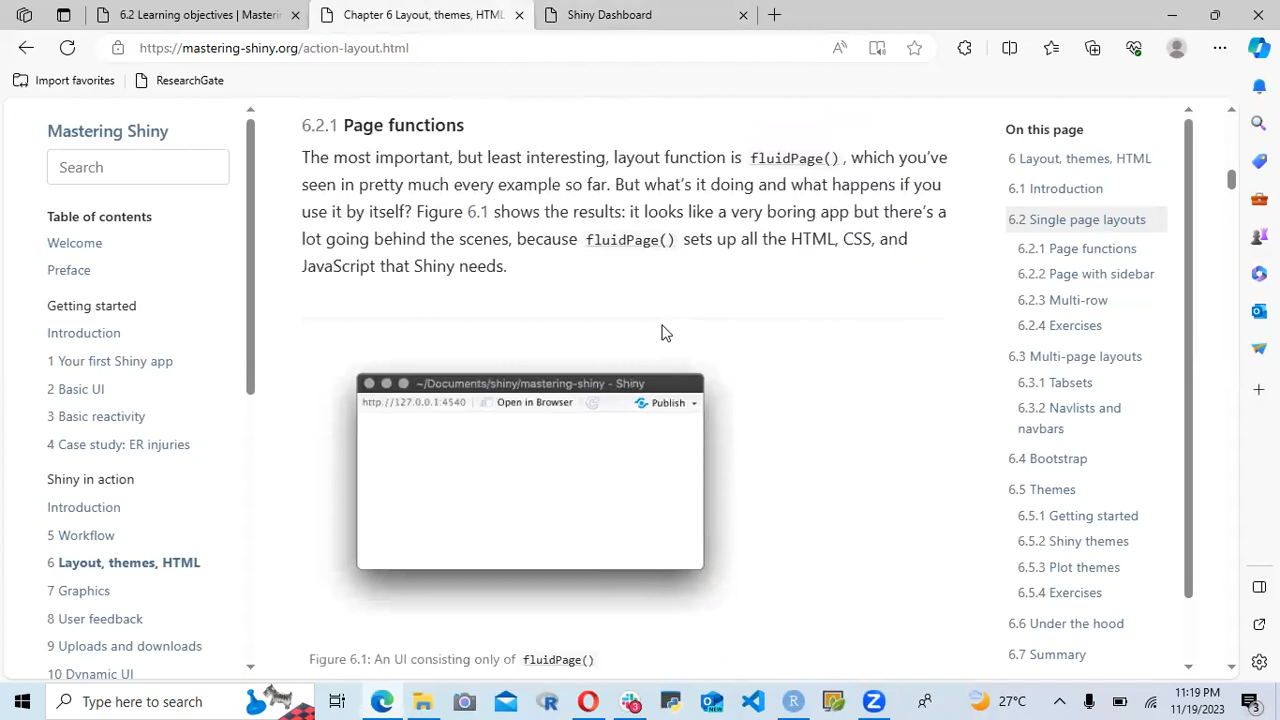 6.2 Learning objectives | Masteri
Chapter 6 Layout, themes, HTML
Shiny Dashboard
https://mastering-shiny.org/action-layout.html
Import favorites
ResearchGate
Mastering Shiny
Search
Table of contents
Welcome
Preface
Getting started
Introduction
1 Your first Shiny app
2 Basic UI
3 Basic reactivity
4 Case study: ER injuries
Shiny in action
Introduction
5 Workflow
6 Layout, themes, HTML
7 Graphics
8 User feedback
9 Uploads and downloads
10 Dynamic UI
6.2.1 Page functions
The most important, but least interesting, layout function is fluidPage(), which you’ve
seen in pretty much every example so far. But what’s it doing and what happens if you
use it by itself? Figure 6.1 shows the results: it looks like a very boring app but there’s a
lot going behind the scenes, because fluidPage() sets up all the HTML, CSS, and
JavaScript that Shiny needs.
~/Documents/shiny/mastering-shiny - Shiny
http://127.0.0.1:4540
Open in Browser
Publish
Figure 6.1: An UI consisting only of fluidPage()
On this page
6 Layout, themes, HTML
6.1 Introduction
6.2 Single page layouts
6.2.1 Page functions
6.2.2 Page with sidebar
6.2.3 Multi-row
6.2.4 Exercises
6.3 Multi-page layouts
6.3.1 Tabsets
6.3.2 Navlists and
navbars
6.4 Bootstrap
6.5 Themes
6.5.1 Getting started
6.5.2 Shiny themes
6.5.3 Plot themes
6.5.4 Exercises
6.6 Under the hood
6.7 Summary
Type here to search
3
NEW
27°C
11:19 PM
11/19/2023
3